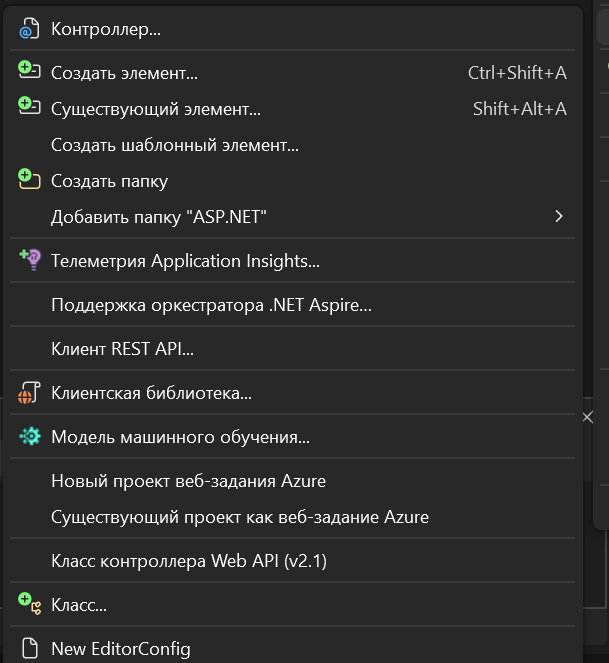 Контроллер...
Создать элемент... Ctrl+Shift+A
Существующий элемент... Shift+Alt+A
Создать шаблонный элемент...
Создать папку
Добавить папку "ASP.NET"
Телеметрия Application Insights...
Поддержка оркестратора .NET Aspire...
Клиент REST API...
Клиентская библиотека...
Модель машинного обучения...
Новый проект веб-задания Azure
Существующий проект как веб-задание Azure
Класс контроллера Web API (v2.1)
Класс...
New EditorConfig